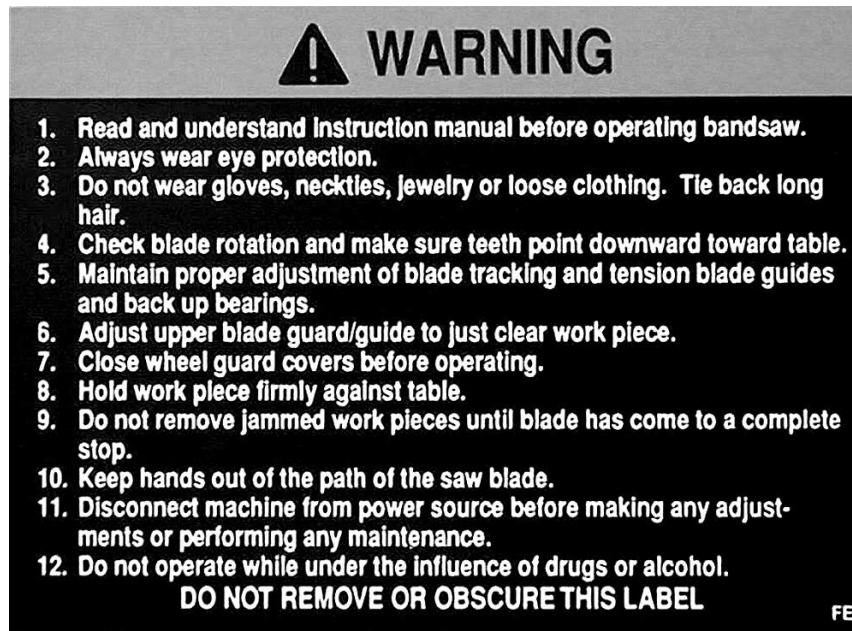 WARNING
1. Read and understand instruction manual before operating bandsaw.
2. Always wear eye protection.
3. Do not wear gloves, neckties, jewelry or loose clothing. Tie back long
hair.
4. Check blade rotation and make sure teeth point downward toward table.
5. Maintain proper adjustment of blade tracking and tension blade guides
and back up bearings.
6. Adjust upper blade guard/guide to just clear work piece.
7. Close wheel guard covers before operating.
8. Hold work piece firmly against table.
9. Do not remove jammed work pieces until blade has come to a complete
stop.
10. Keep hands out of the path of the saw blade.
11. Disconnect machine from power source before making any adjust-
ments or performing any maintenance.
12. Do not operate while under the influence of drugs or alcohol.
DO NOT REMOVE OR OBSCURE THIS LABEL